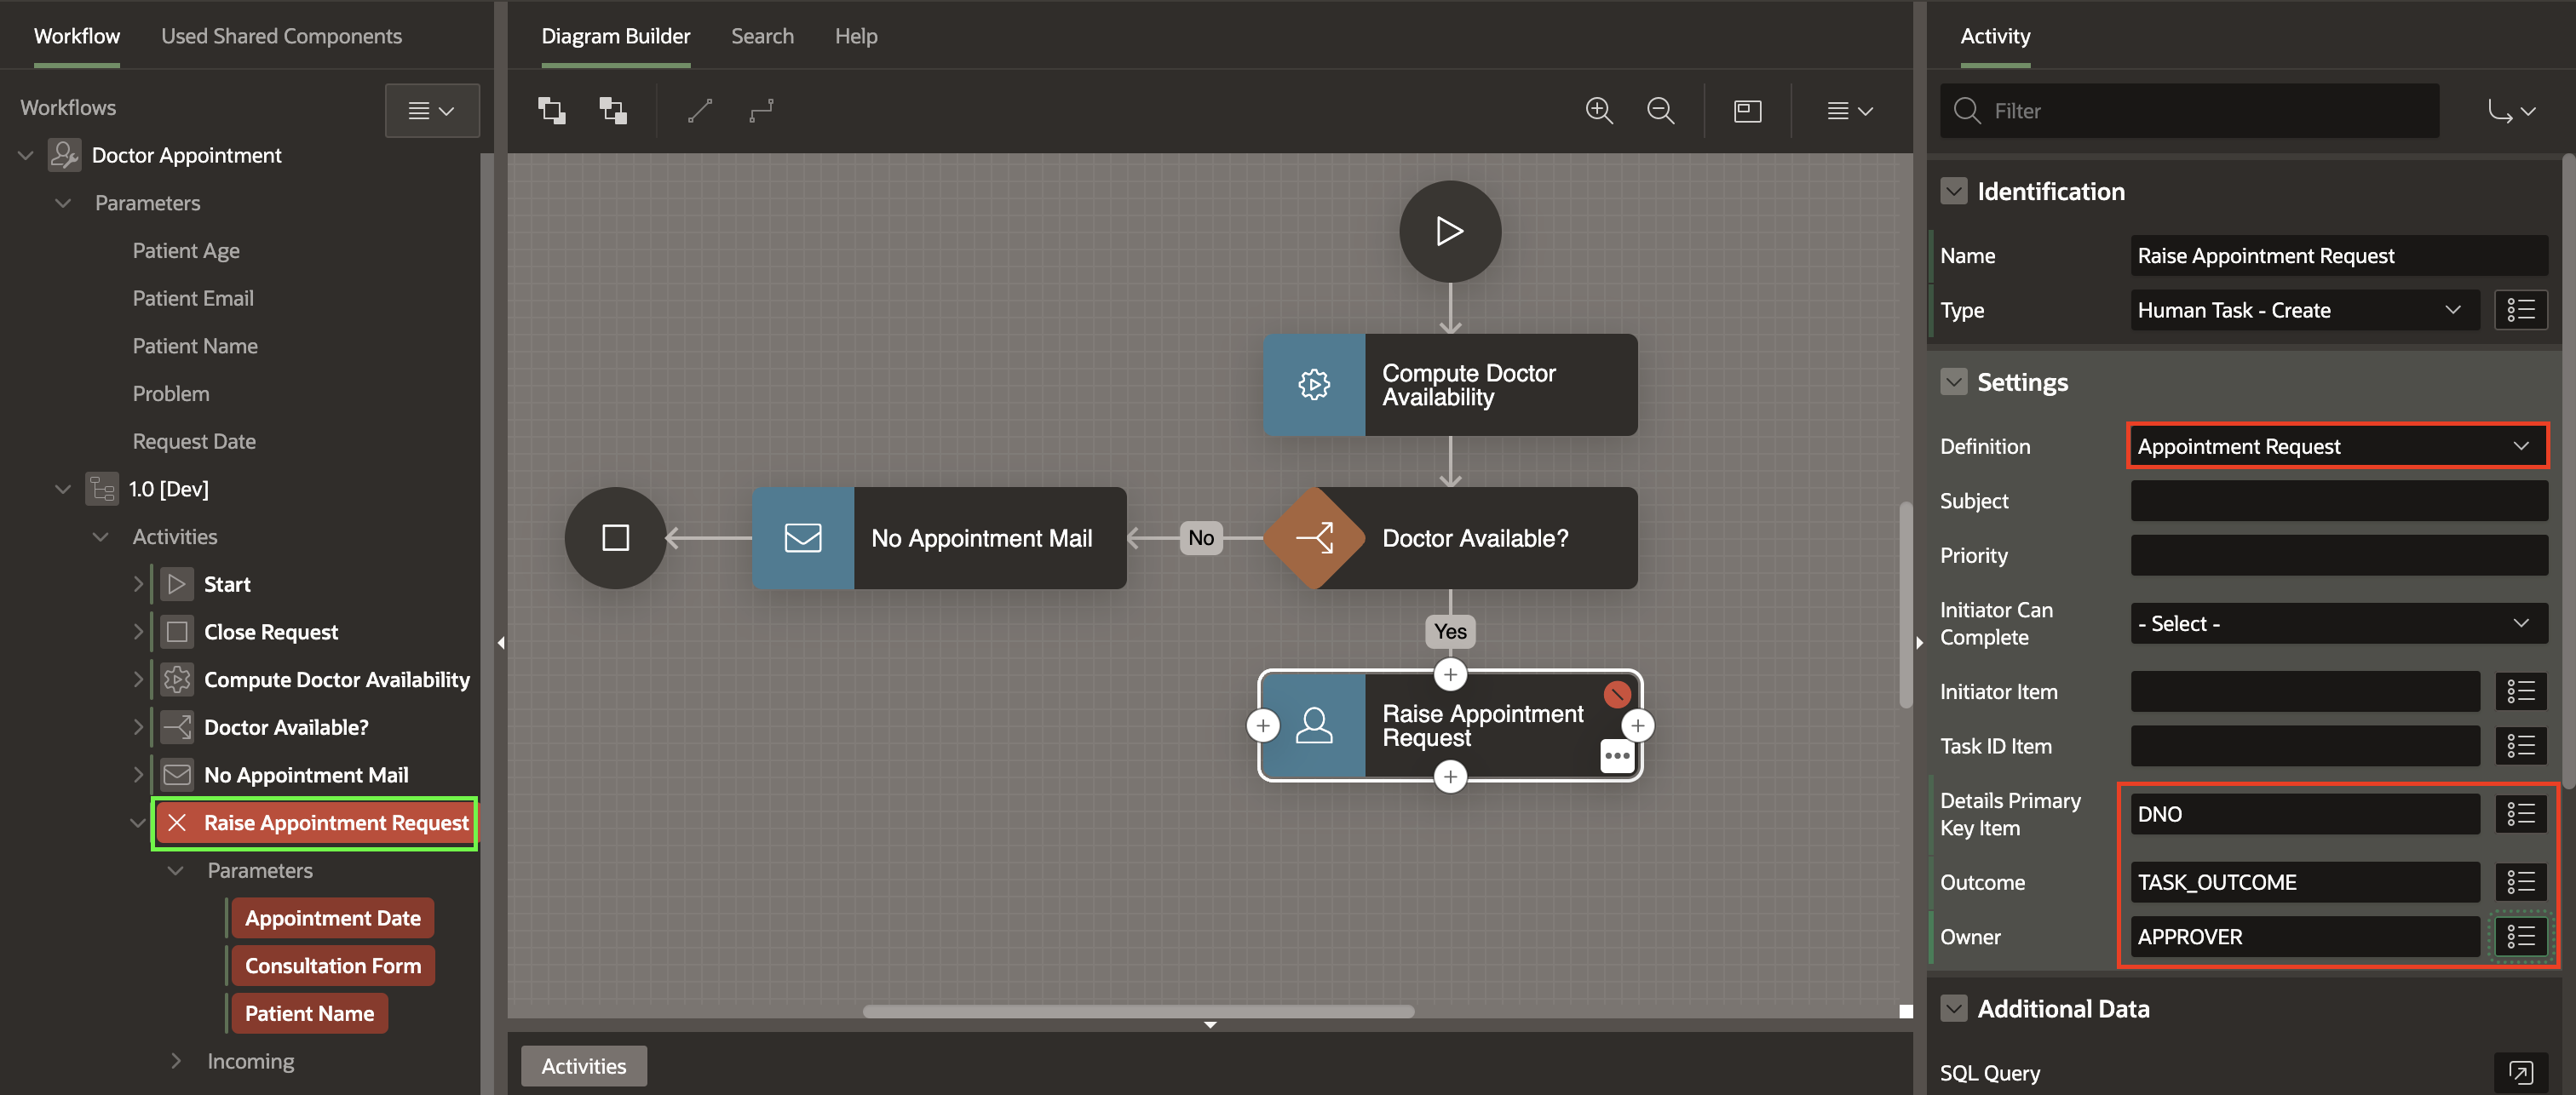 Workflow
Used Shared Components
Workflows
Doctor Appointment
Parameters
Patient Age
Patient Email
Patient Name
Problem
Request Date
1.0 [Dev]
Activities
Start
Close Request
Compute Doctor Availability
Doctor Available?
No Appointment Mail
Raise Appointment Request
Parameters
Appointment Date
Consultation Form
Patient Name
Incoming
Diagram Builder
Search
Help
Compute Doctor
Availability
No Appointment Mail
No
Doctor Available?
Yes
Raise Appointment
Request
Activities
Activity
Filter
Identification
Name
Raise Appointment Request
Type
Human Task - Create
Settings
Definition
Appointment Request
Subject
Priority
Initiator Can
Complete
- Select -
Initiator Item
Task ID Item
Details Primary
Key Item
DNO
Outcome
TASK_OUTCOME
Owner
APPROVER
Additional Data
SQL Query